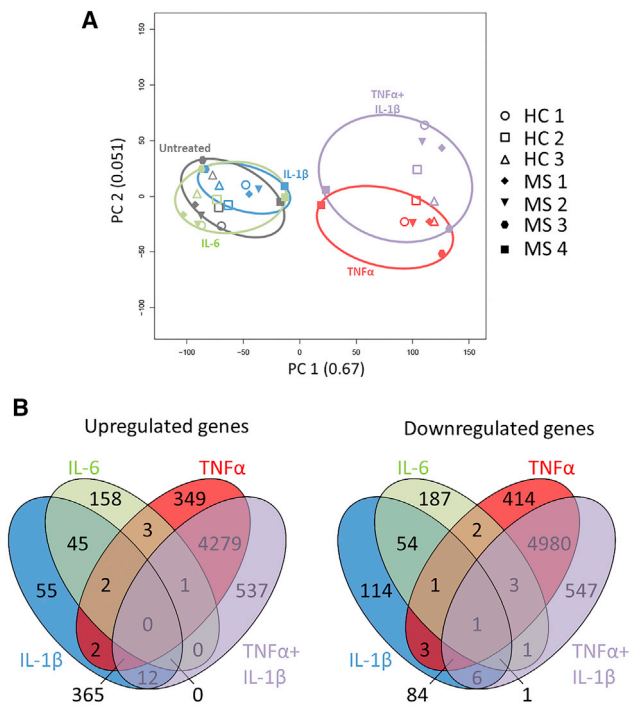 A
150
100
50
0
−50
−100
PC 2 (0.051)
Untreated
IL-1β
IL-6
TNFα+
IL-1β
TNFα
−100
−50
0
50
100
150
PC 1 (0.67)
HC 1
HC 2
HC 3
MS 1
MS 2
MS 3
MS 4
B
Upregulated genes
IL-6
TNFα
158
349
45
3
4279
55
2
1
537
0
2
0
IL-1β
12
TNFα+
IL-1β
365
0
Downregulated genes
IL-6
TNFα
187
414
54
2
4980
114
1
3
547
1
3
1
IL-1β
6
TNFα+
IL-1β
84
1